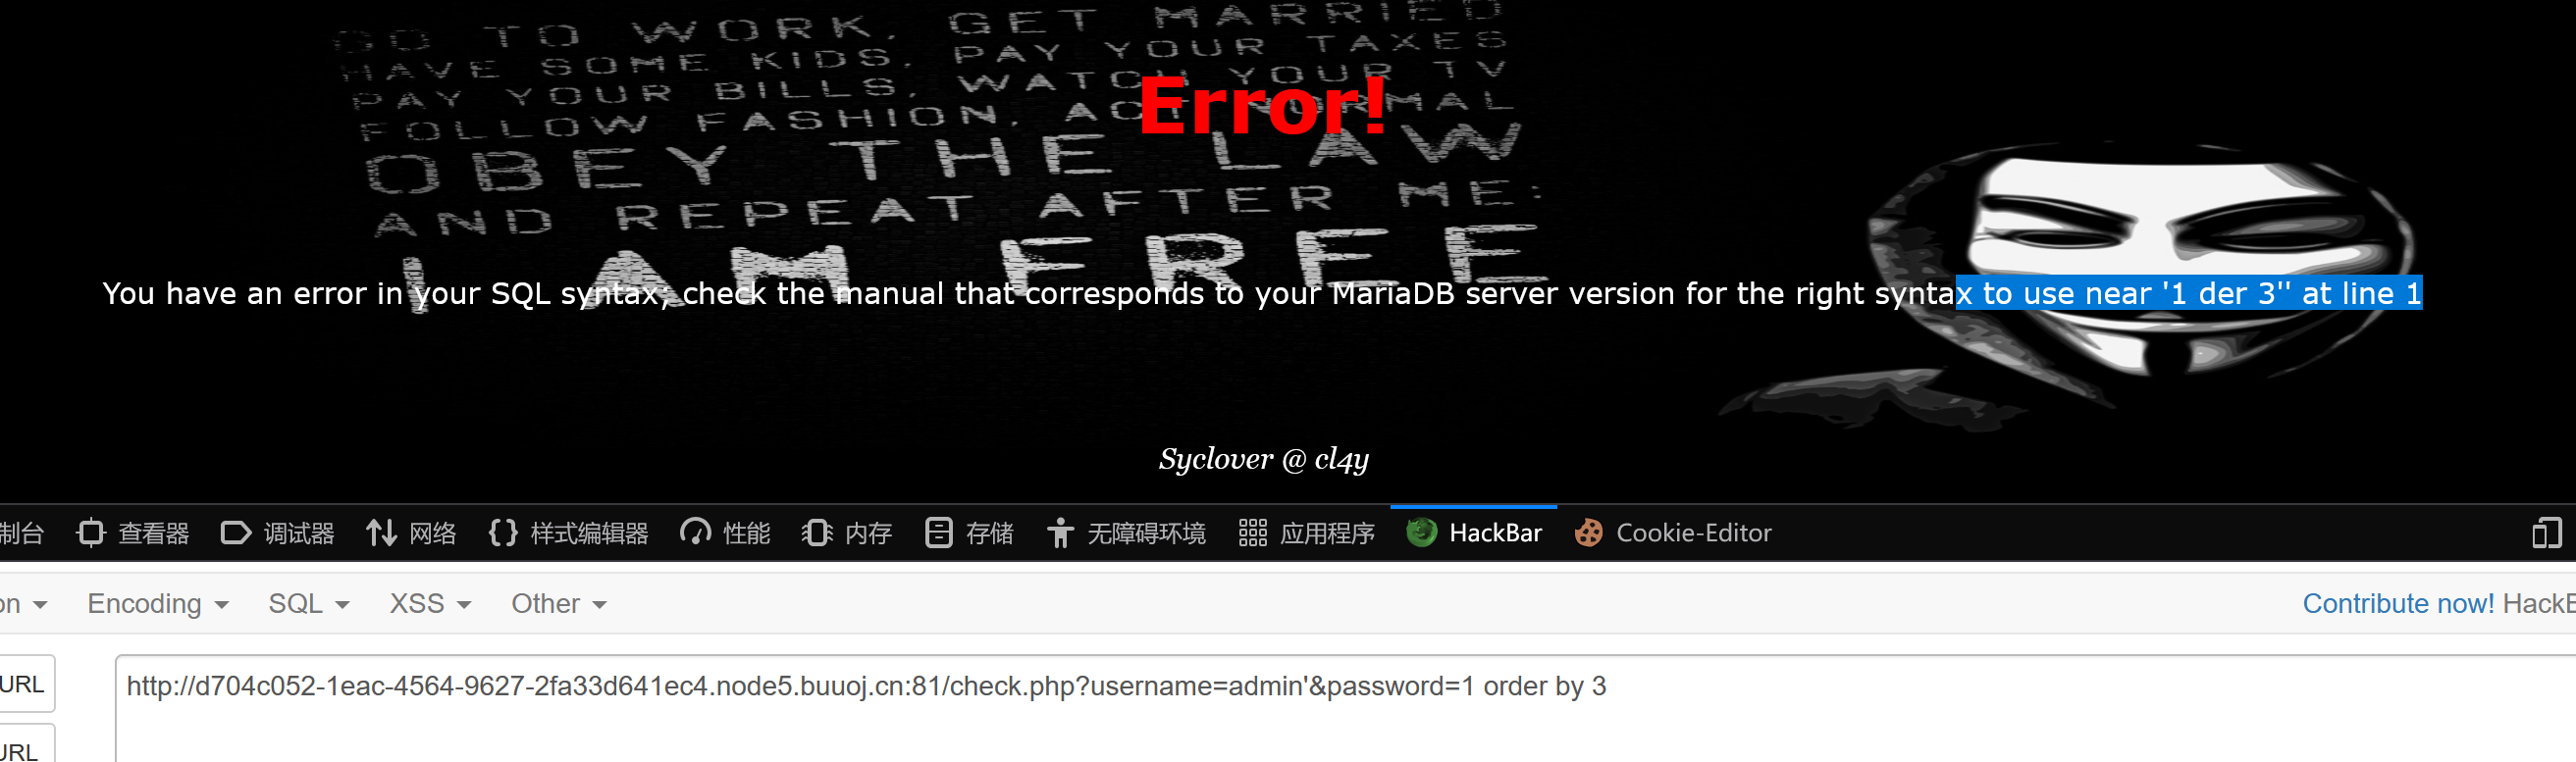 GO TO WORK, GET MARRIED
HAVE SOME KIDS, PAY YOUR TAXES
PAY YOUR BILLS, WATCH YOUR TV
FOLLOW FASHION, ACT NORMAL
OBEY THE LAW
AND REPEAT AFTER ME:
I AM FREE
Error!
You have an error in your SQL syntax; check the manual that corresponds to your MariaDB server version for the right syntax to use near '1 der 3'' at line 1
Syclover @ cl4y
制台 查看器 调试器 网络 样式编辑器 性能 内存 存储 无障碍环境 应用程序 HackBar Cookie-Editor
on Encoding SQL XSS Other Contribute now! HackB
URL http://d704c052-1eac-4564-9627-2fa33d641ec4.node5.buuoj.cn:81/check.php?username=admin'&password=1 order by 3
URL